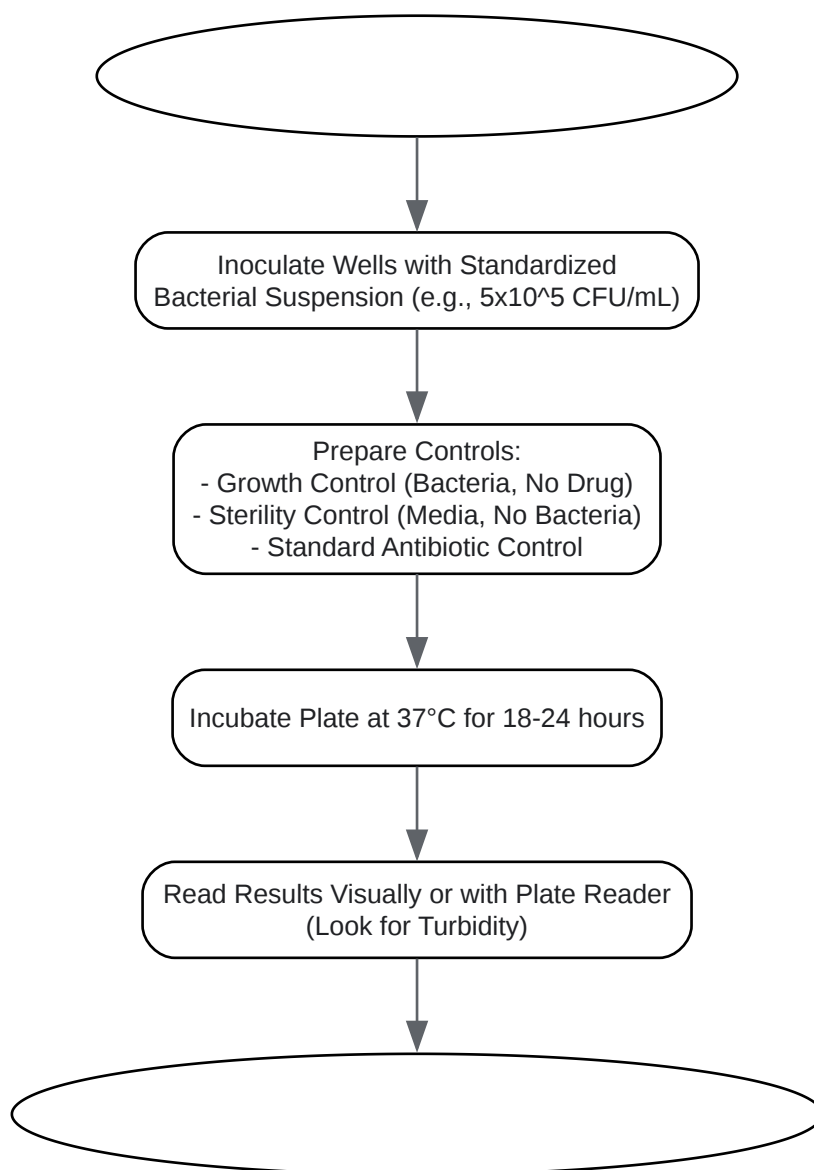 Inoculate Wells with Standardized
Bacterial Suspension (e.g., 5x10^5 CFU/mL)
Prepare Controls:
- Growth Control (Bacteria, No Drug)
- Sterility Control (Media, No Bacteria)
- Standard Antibiotic Control
Incubate Plate at 37°C for 18-24 hours
Read Results Visually or with Plate Reader
(Look for Turbidity)